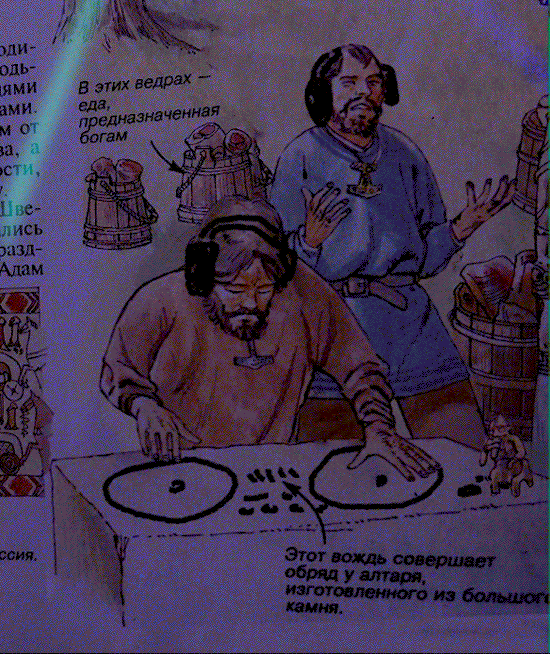 оди-
одь-
ями
ами.
м от
ва, а
ости,
у.
Шве-
лись
разд-
Адам
ссия.
В этих ведрах —
еда,
предназначенная
богам
Этот вождь совершает
обряд у алтаря,
изготовленного из большого
камня.